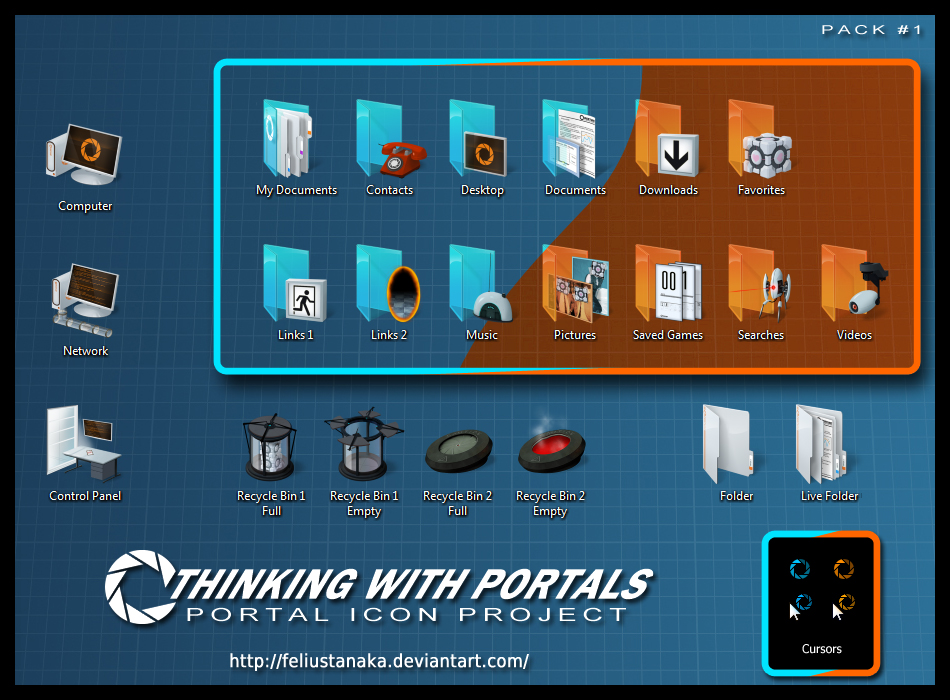 PACK #1
My Documents
Contacts
Desktop
Documents
Downloads
Favorites
Computer
Links 1
Links 2
Music
Pictures
Saved Games
Searches
Videos
Network
Control Panel
Recycle Bin 1
Full
Recycle Bin 1
Empty
Recycle Bin 2
Full
Recycle Bin 2
Empty
Folder
Live Folder
THINKING WITH PORTALS
PORTAL ICON PROJECT
http://feliustanaka.deviantart.com/
Cursors